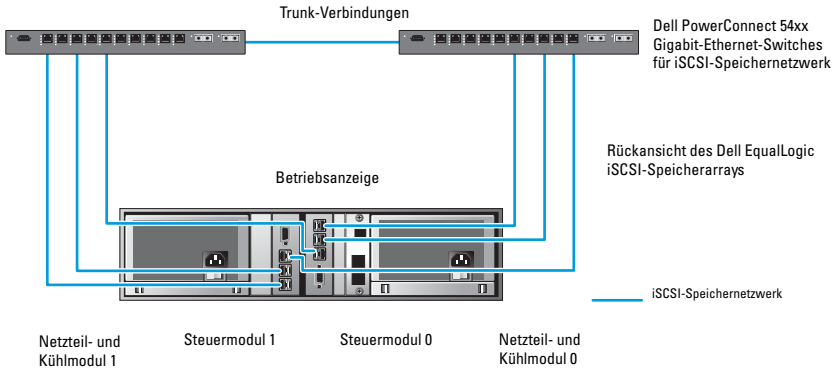 Trunk-Verbindungen
Dell PowerConnect 54xx
Gigabit-Ethernet-Switches
für iSCSI-Speichernetzwerk
Rückansicht des Dell EqualLogic
iSCSI-Speicherarrays
Betriebsanzeige
iSCSI-Speichernetzwerk
Netzteil- und
Kühlmodul 1
Steuermodul 1
Steuermodul 0
Netzteil- und
Kühlmodul 0